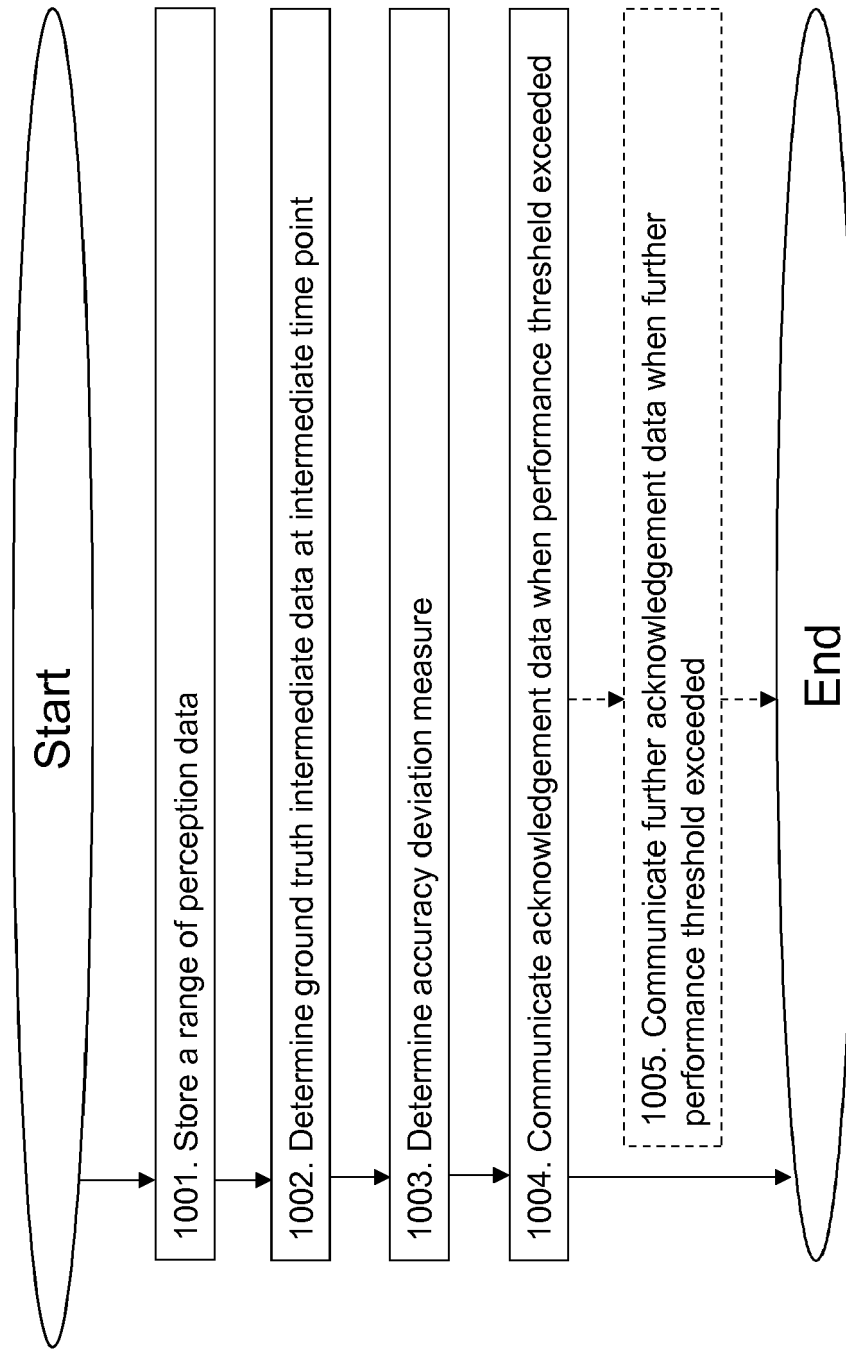 Start
1001. Store a range of perception data
1002. Determine ground truth intermediate data at intermediate time point
1003. Determine accuracy deviation measure
1004. Communicate acknowledgement data when performance threshold exceeded
1005. Communicate further acknowledgement data when further
performance threshold exceeded
End